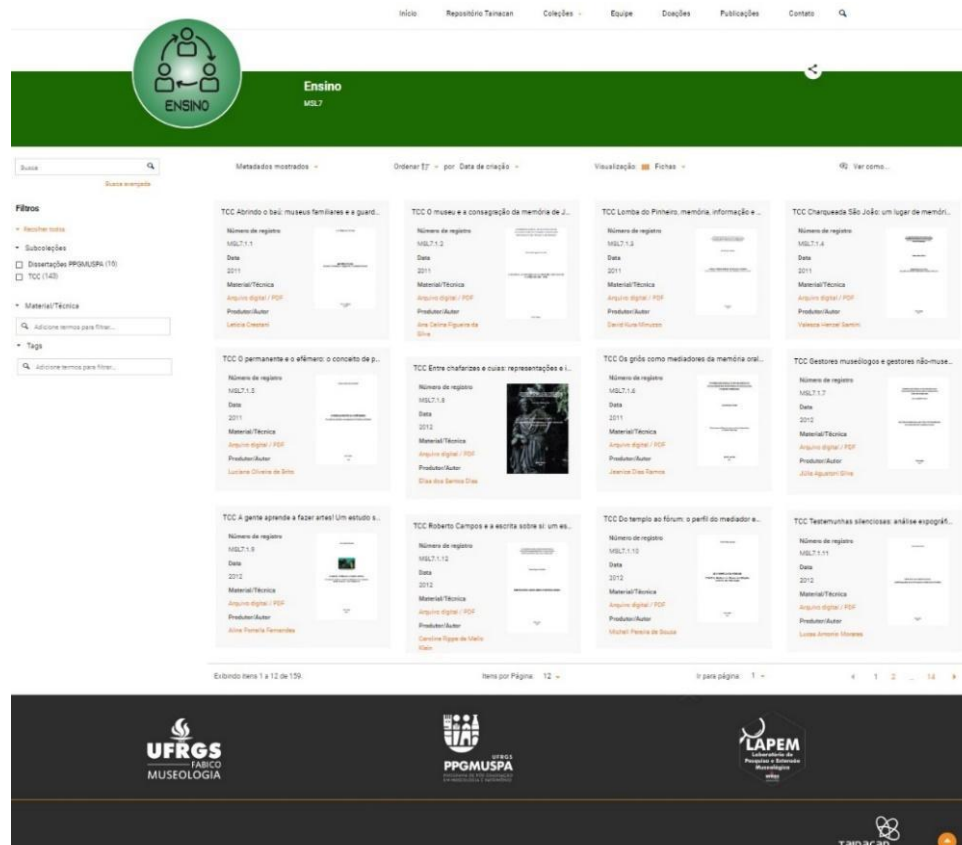 Início Repositório Tainacan Coleções Equipe Doações Publicações Contato
ENSINO
Ensino
MSL7
Busca
Busca avançada
Metadados mostrados
Ordenar por Data de criação
Visualização: Fichas
Ver como...
Filtros
Recolher todos
Subcoleções
Dissertações PPGMUSPA (16)
TCC (143)
Material/Técnica
Adicione termos para filtrar...
Tags
Adicione termos para filtrar...
TCC Abrindo o baú: museus familiares e a guard...
Número de registro
MSL7.1.1
Data
2011
Material/Técnica
Arquivo digital / PDF
Produtor/Autor
Letícia
TCC O museu e a consagração da memória de J...
Número de registro
MSL7.1.2
Data
2011
Material/Técnica
Arquivo digital / PDF
Produtor/Autor
Ana Celina Figueira da
Silva
TCC Lomba do Pinheiro, memória, informação e ...
Número de registro
MSL7.1.3
Data
2011
Material/Técnica
Arquivo digital / PDF
Produtor/Autor
David Kura Minuzzo
TCC Charqueada São João: um lugar de memóri...
Número de registro
MSL7.1.4
Data
2011
Material/Técnica
Arquivo digital / PDF
Produtor/Autor
TCC O permanente e o efêmero: o conceito de p...
Número de registro
MSL7.1.5
Data
2011
Material/Técnica
Arquivo digital / PDF
Produtor/Autor
Luciana Oliveira de Brito
TCC Entre chafarizes e cuias: representações e i...
Número de registro
MSL7.1.8
Data
2012
Material/Técnica
Arquivo digital / PDF
Produtor/Autor
Elisa dos Santos Dias
TCC Os griôs como mediadores da memória oral...
Número de registro
MSL7.1.6
Data
2011
Material/Técnica
Arquivo digital / PDF
Produtor/Autor
Jeanice Dias Ramos
TCC Gestores museólogos e gestores não-muse...
Número de registro
MSL7.1.7
Data
2012
Material/Técnica
Arquivo digital / PDF
Produtor/Autor
Silva
TCC A gente aprende a fazer artes! Um estudo s...
Número de registro
MSL7.1.9
Data
2012
Material/Técnica
Arquivo digital / PDF
Produtor/Autor
Aline Fernandes
TCC Roberto Campos e a escrita sobre si: um es...
Número de registro
MSL7.1.12
Data
2012
Material/Técnica
Arquivo digital / PDF
Produtor/Autor
Caroline de Mello
Klein
TCC Do templo ao fórum: o perfil do mediador e...
Número de registro
MSL7.1.10
Data
2012
Material/Técnica
Arquivo digital / PDF
Produtor/Autor
Micheli Pereira de Souza
TCC Testemunhas silenciosas: análise expográfi...
Número de registro
MSL7.1.11
Data
2012
Material/Técnica
Arquivo digital / PDF
Produtor/Autor
Lucas Antonio Morates
Exibindo itens 1 a 12 de 159.
Itens por Página: 12
Ir para página: 1
1 2 ... 14
UFRGS
FABICO
MUSEOLOGIA
UFRGS
PPGMUSPA
PROGRAMA DE PÓS-GRADUAÇÃO
EM MUSEOLOGIA E PATRIMÔNIO
LAPEM
Laboratório de
Pesquisa e Extensão
Museológica
UFRGS
TAINACAN